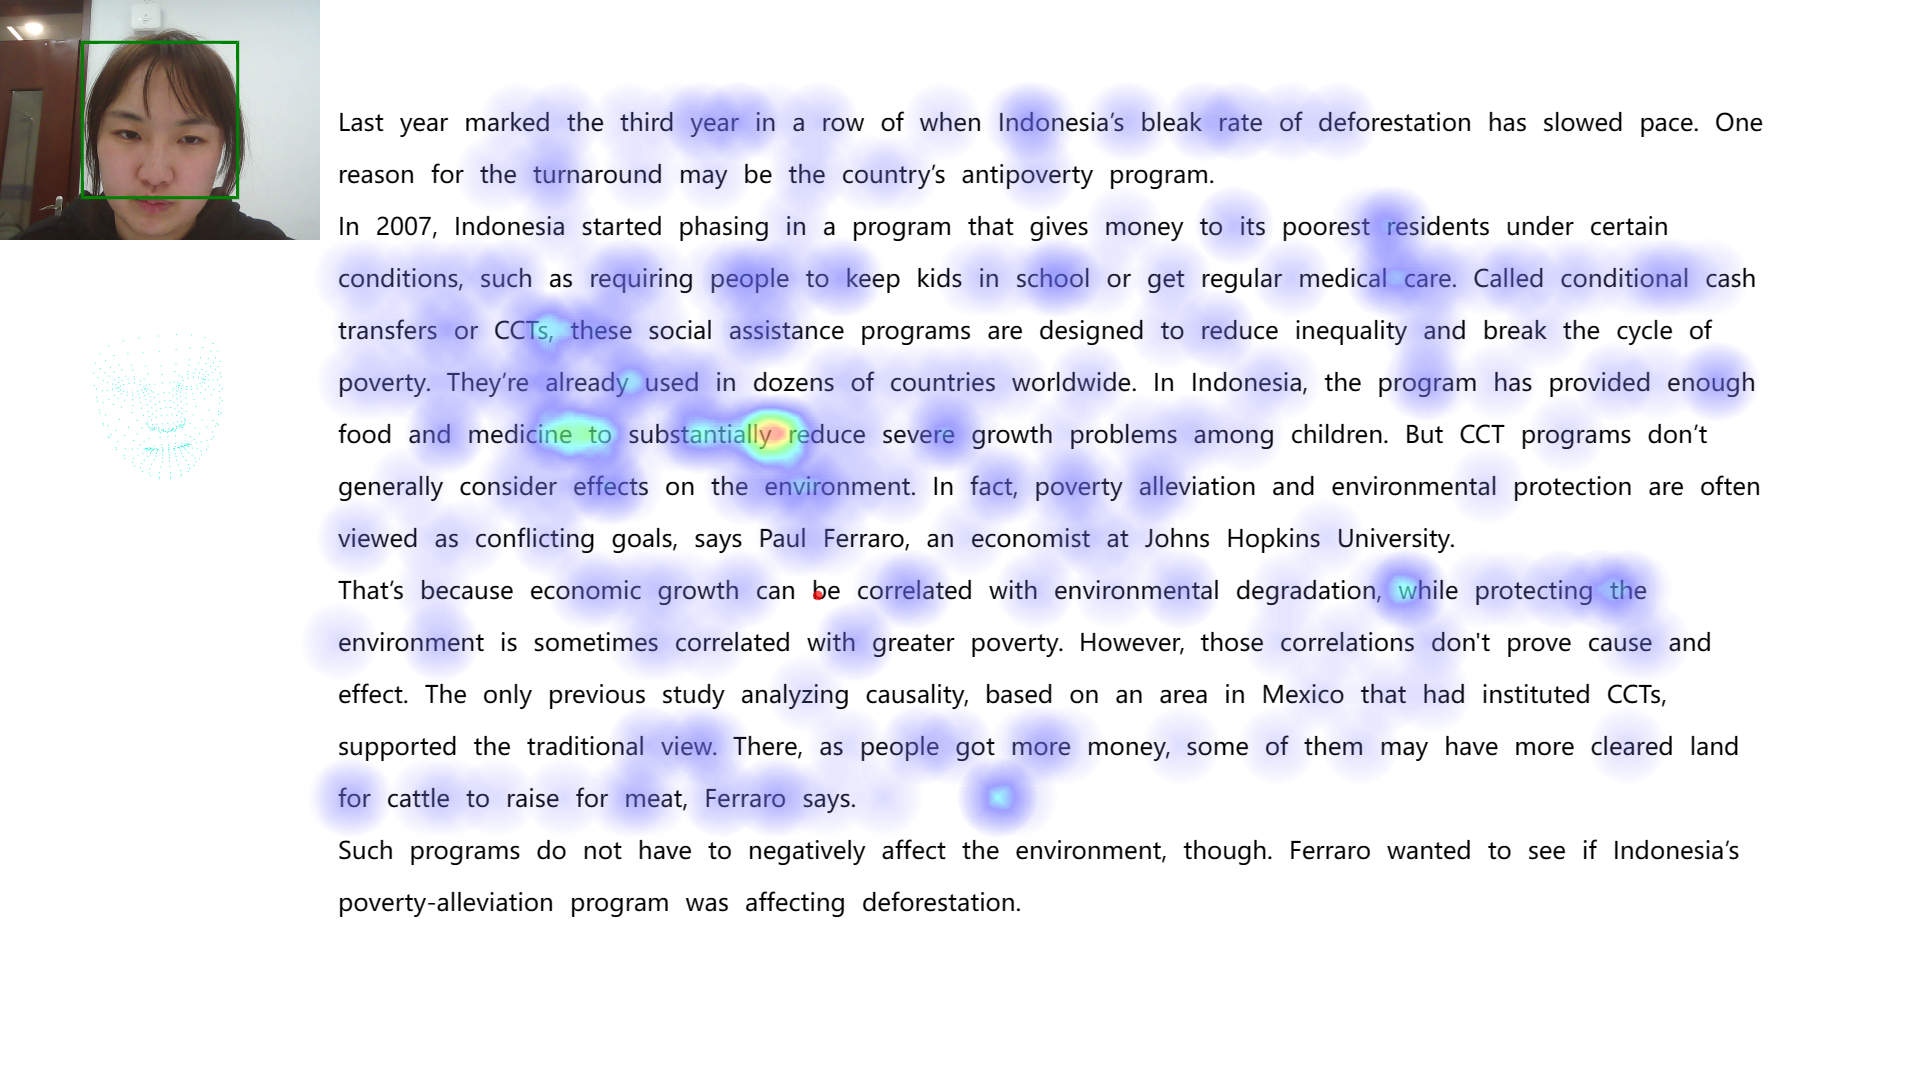 Last year marked the third year in a row of when Indonesia’s bleak rate of deforestation has slowed pace. One
reason for the turnaround may be the country’s antipoverty program.
In 2007, Indonesia started phasing in a program that gives money to its poorest residents under certain
conditions, such as requiring people to keep kids in school or get regular medical care. Called conditional cash
transfers or CCTs, these social assistance programs are designed to reduce inequality and break the cycle of
poverty. They’re already used in dozens of countries worldwide. In Indonesia, the program has provided enough
food and medicine to substantially reduce severe growth problems among children. But CCT programs don’t
generally consider effects on the environment. In fact, poverty alleviation and environmental protection are often
viewed as conflicting goals, says Paul Ferraro, an economist at Johns Hopkins University.
That’s because economic growth can be correlated with environmental degradation, while protecting the
environment is sometimes correlated with greater poverty. However, those correlations don't prove cause and
effect. The only previous study analyzing causality, based on an area in Mexico that had instituted CCTs,
supported the traditional view. There, as people got more money, some of them may have more cleared land
for cattle to raise for meat, Ferraro says.
Such programs do not have to negatively affect the environment, though. Ferraro wanted to see if Indonesia’s
poverty-alleviation program was affecting deforestation.